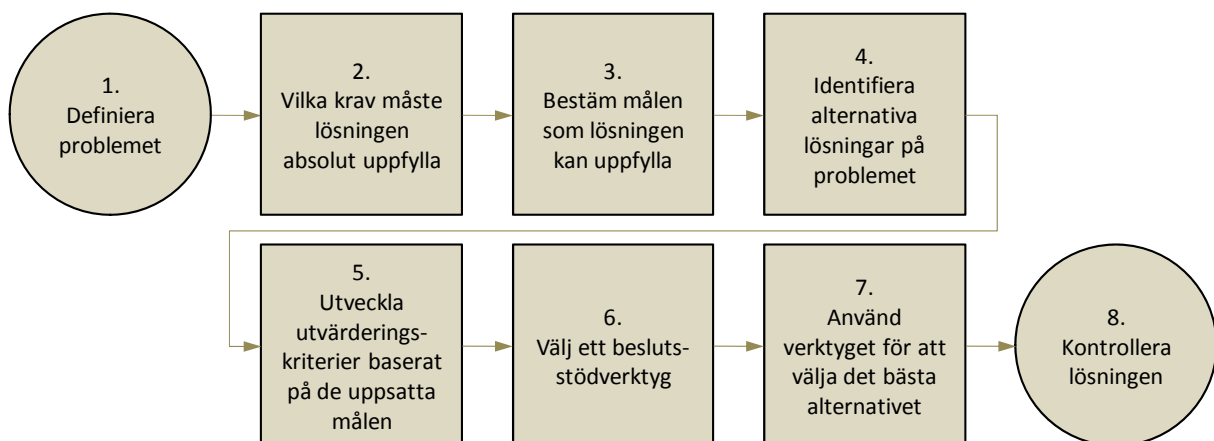 1.
Definiera
problemet
2.
Vilka krav måste
lösningen
absolut uppfylla
3.
Bestäm målen
som lösningen
kan uppfylla
4.
Identifiera
alternativa
lösningar på
problemet
5.
Utveckla
utvärderings-
kriterier baserat
på de uppsatta
målen
6.
Välj ett besluts-
stödverktyg
7.
Använd
verktyget för att
välja det bästa
alternativet
8.
Kontrollera
lösningen